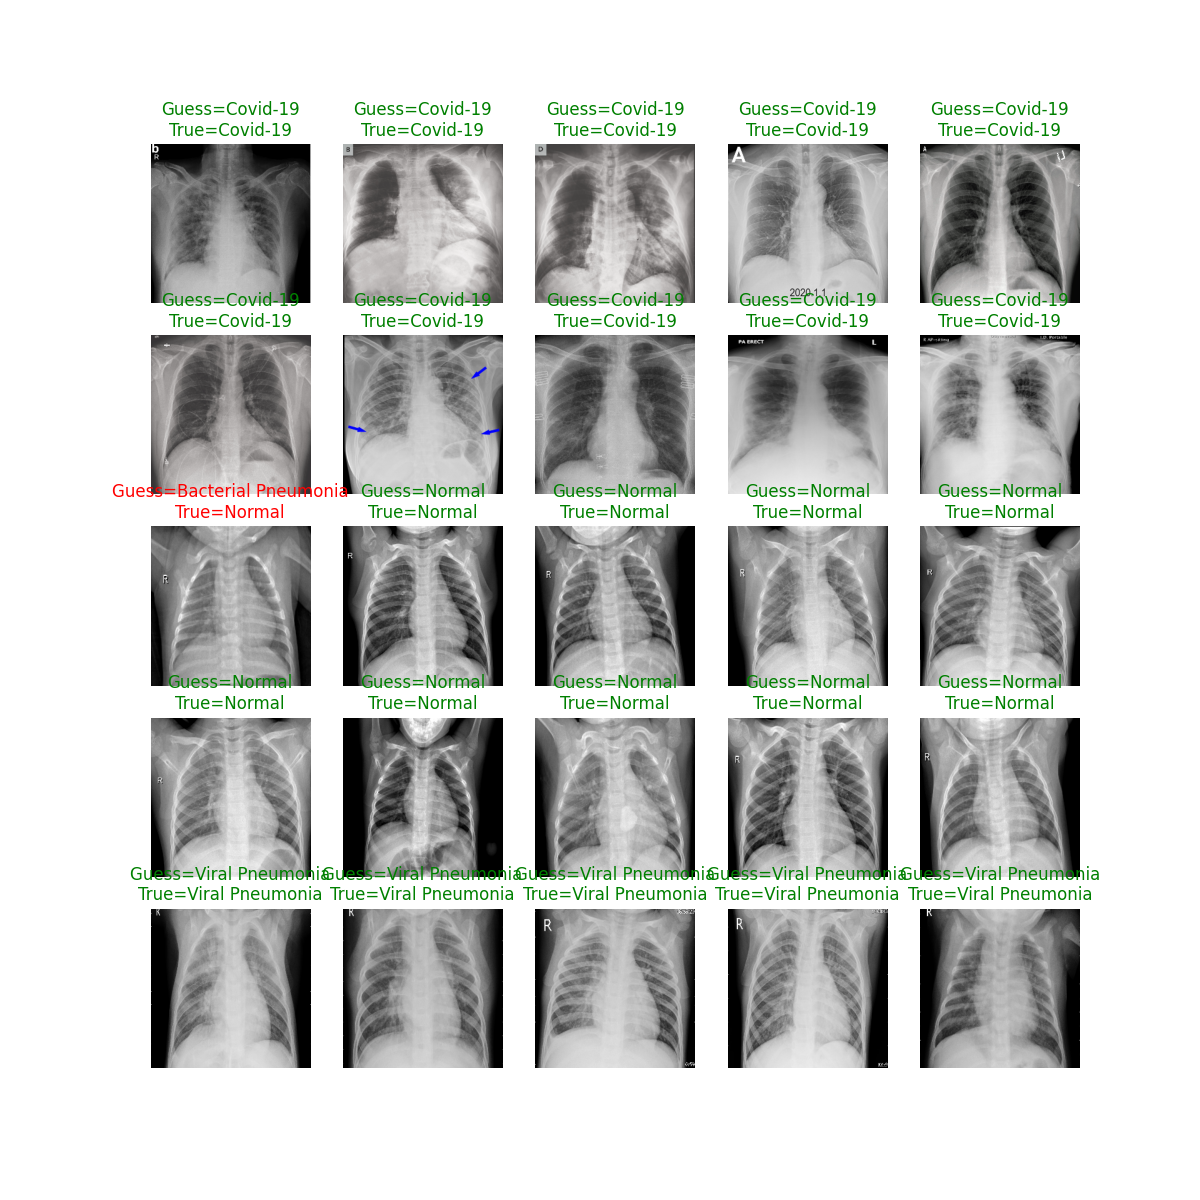 Guess=Covid-19 Guess=Covid-19 Guess=Covid-19 Guess=Covid-19 Guess=Covid-19
True=Covid-19 True=Covid-19 True=Covid-19 True=Covid-19 True=Covid-19
b B D A A
R
2020.1.1
Guess=Covid-19 Guess=Covid-19 Guess=Covid-19 Guess=Covid-19 Guess=Covid-19
True=Covid-19 True=Covid-19 True=Covid-19 True=Covid-19 True=Covid-19
PA ERECT L
Guess=Bacterial Pneumonia Guess=Normal Guess=Normal Guess=Normal Guess=Normal
True=Normal True=Normal True=Normal True=Normal True=Normal
R R R R R
Guess=Normal Guess=Normal Guess=Normal Guess=Normal Guess=Normal
True=Normal True=Normal True=Normal True=Normal True=Normal
R R R
Guess=Viral Pneumonia Guess=Viral Pneumonia Guess=Viral Pneumonia Guess=Viral Pneumonia Guess=Viral Pneumonia
True=Viral Pneumonia True=Viral Pneumonia True=Viral Pneumonia True=Viral Pneumonia True=Viral Pneumonia
R R R R R